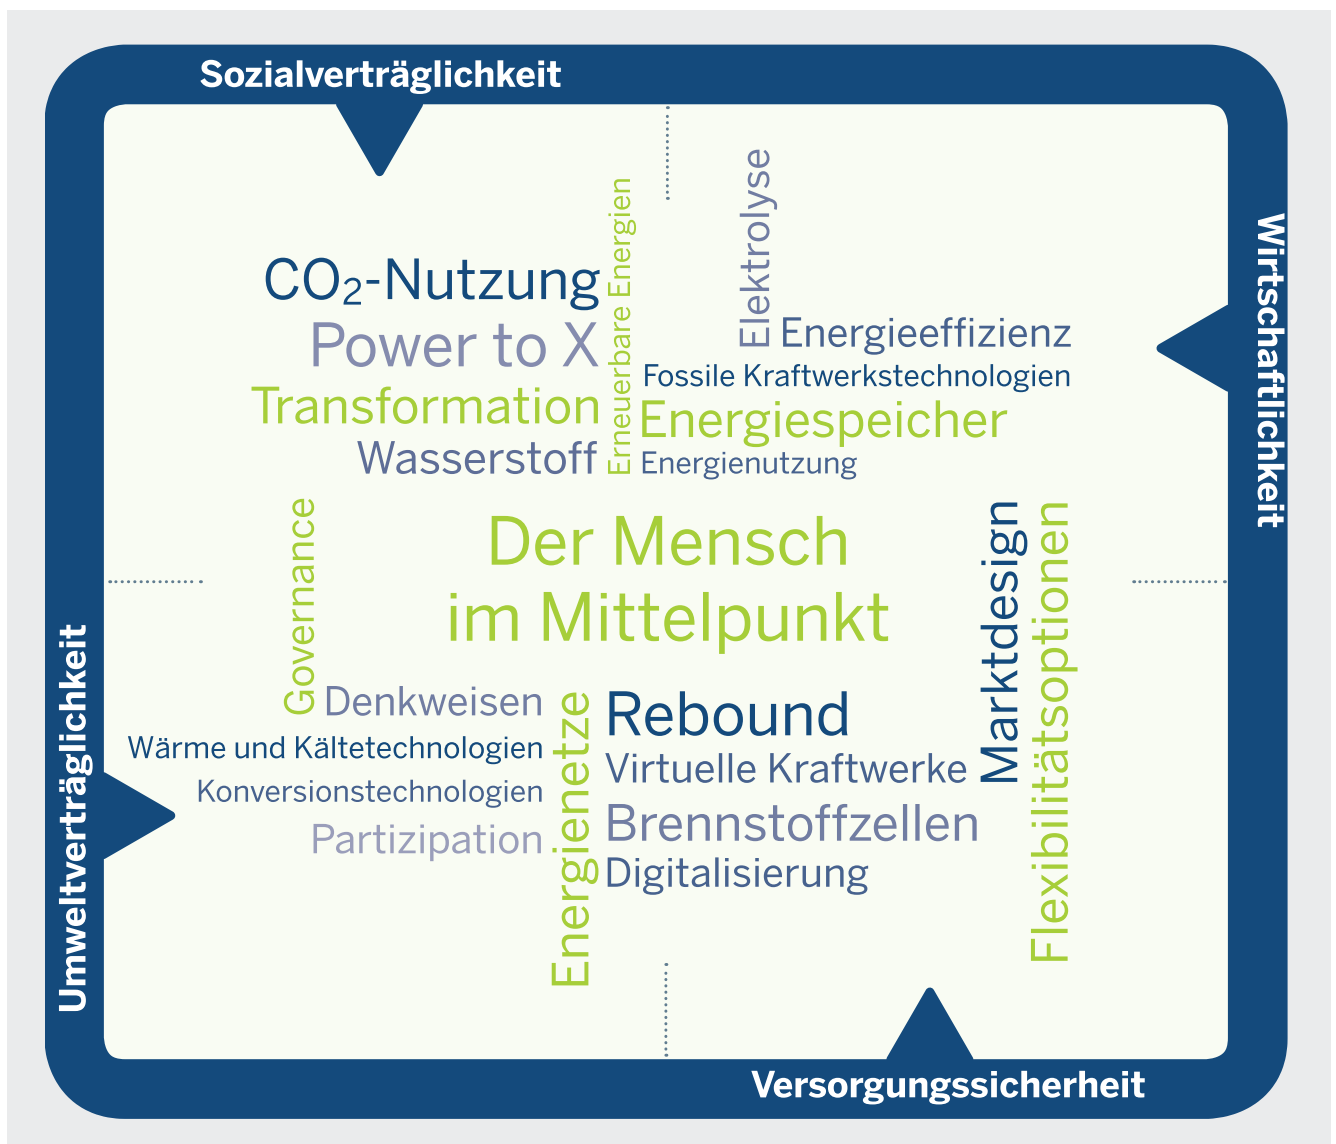 Sozialverträglichkeit
Wirtschaftlichkeit
Elektrolyse
Erneuerbare Energien
CO₂-Nutzung
Power to X
Transformation
Wasserstoff
Energieeffizienz
Fossile Kraftwerkstechnologien
Energiespeicher
Energienutzung
Governance
Der Mensch
im Mittelpunkt
Marktdesign
Flexibilitätsoptionen
Denkweisen
Wärme und Kältetechnologien
Konversionstechnologien
Partizipation
Energienetze
Rebound
Virtuelle Kraftwerke
Brennstoffzellen
Digitalisierung
Umweltverträglichkeit
Versorgungssicherheit